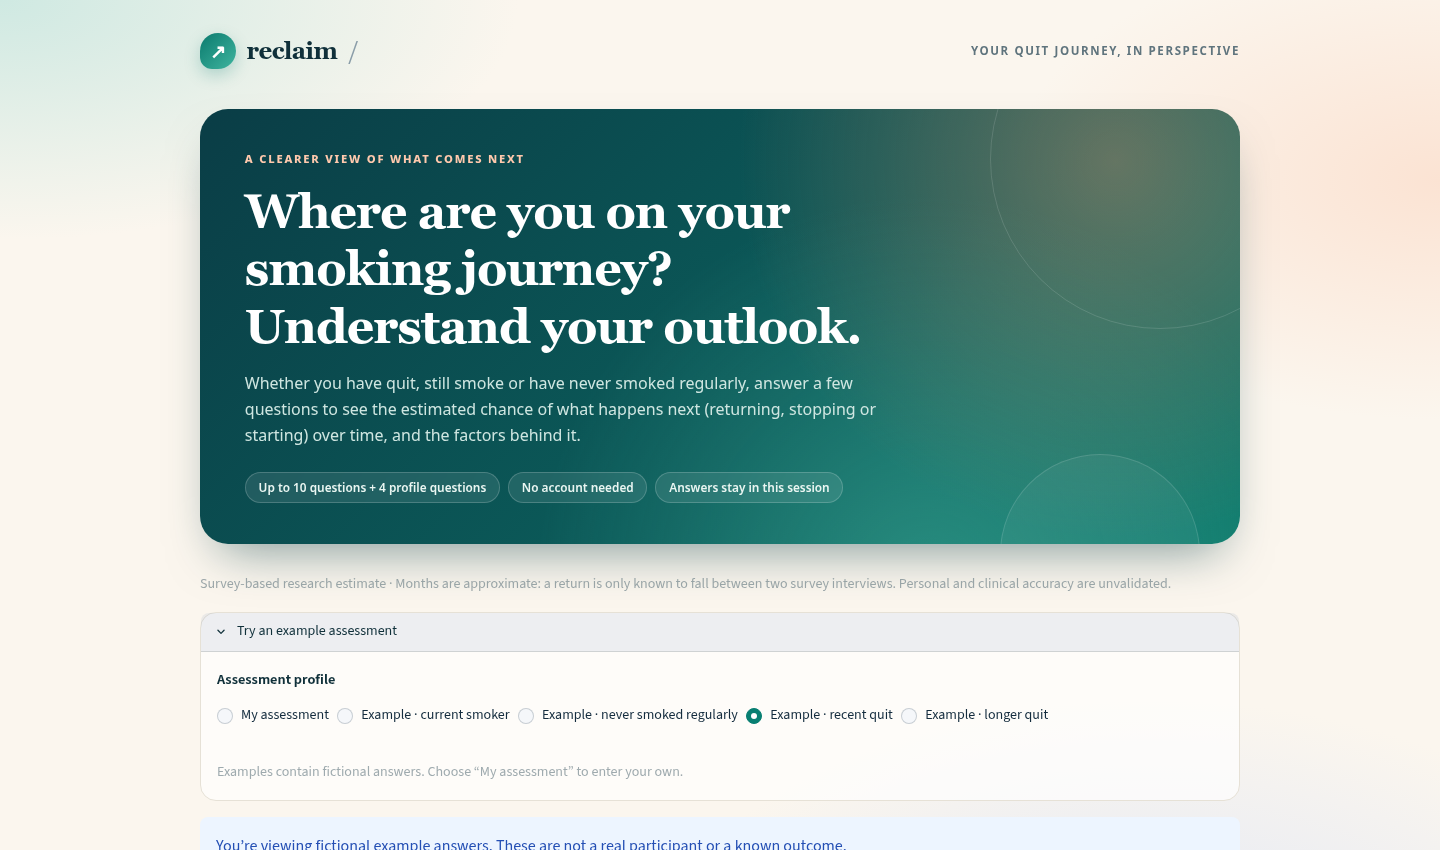 ↗ reclaim /
YOUR QUIT JOURNEY, IN PERSPECTIVE
A CLEARER VIEW OF WHAT COMES NEXT
Where are you on your
smoking journey?
Understand your outlook.
Whether you have quit, still smoke or have never smoked regularly, answer a few
questions to see the estimated chance of what happens next (returning, stopping or
starting) over time, and the factors behind it.
Up to 10 questions + 4 profile questions
No account needed
Answers stay in this session
Survey-based research estimate · Months are approximate: a return is only known to fall between two survey interviews. Personal and clinical accuracy are unvalidated.
Try an example assessment
Assessment profile
My assessment
Example · current smoker
Example · never smoked regularly
Example · recent quit
Example · longer quit
Examples contain fictional answers. Choose “My assessment” to enter your own.
You’re viewing fictional example answers. These are not a real participant or a known outcome.